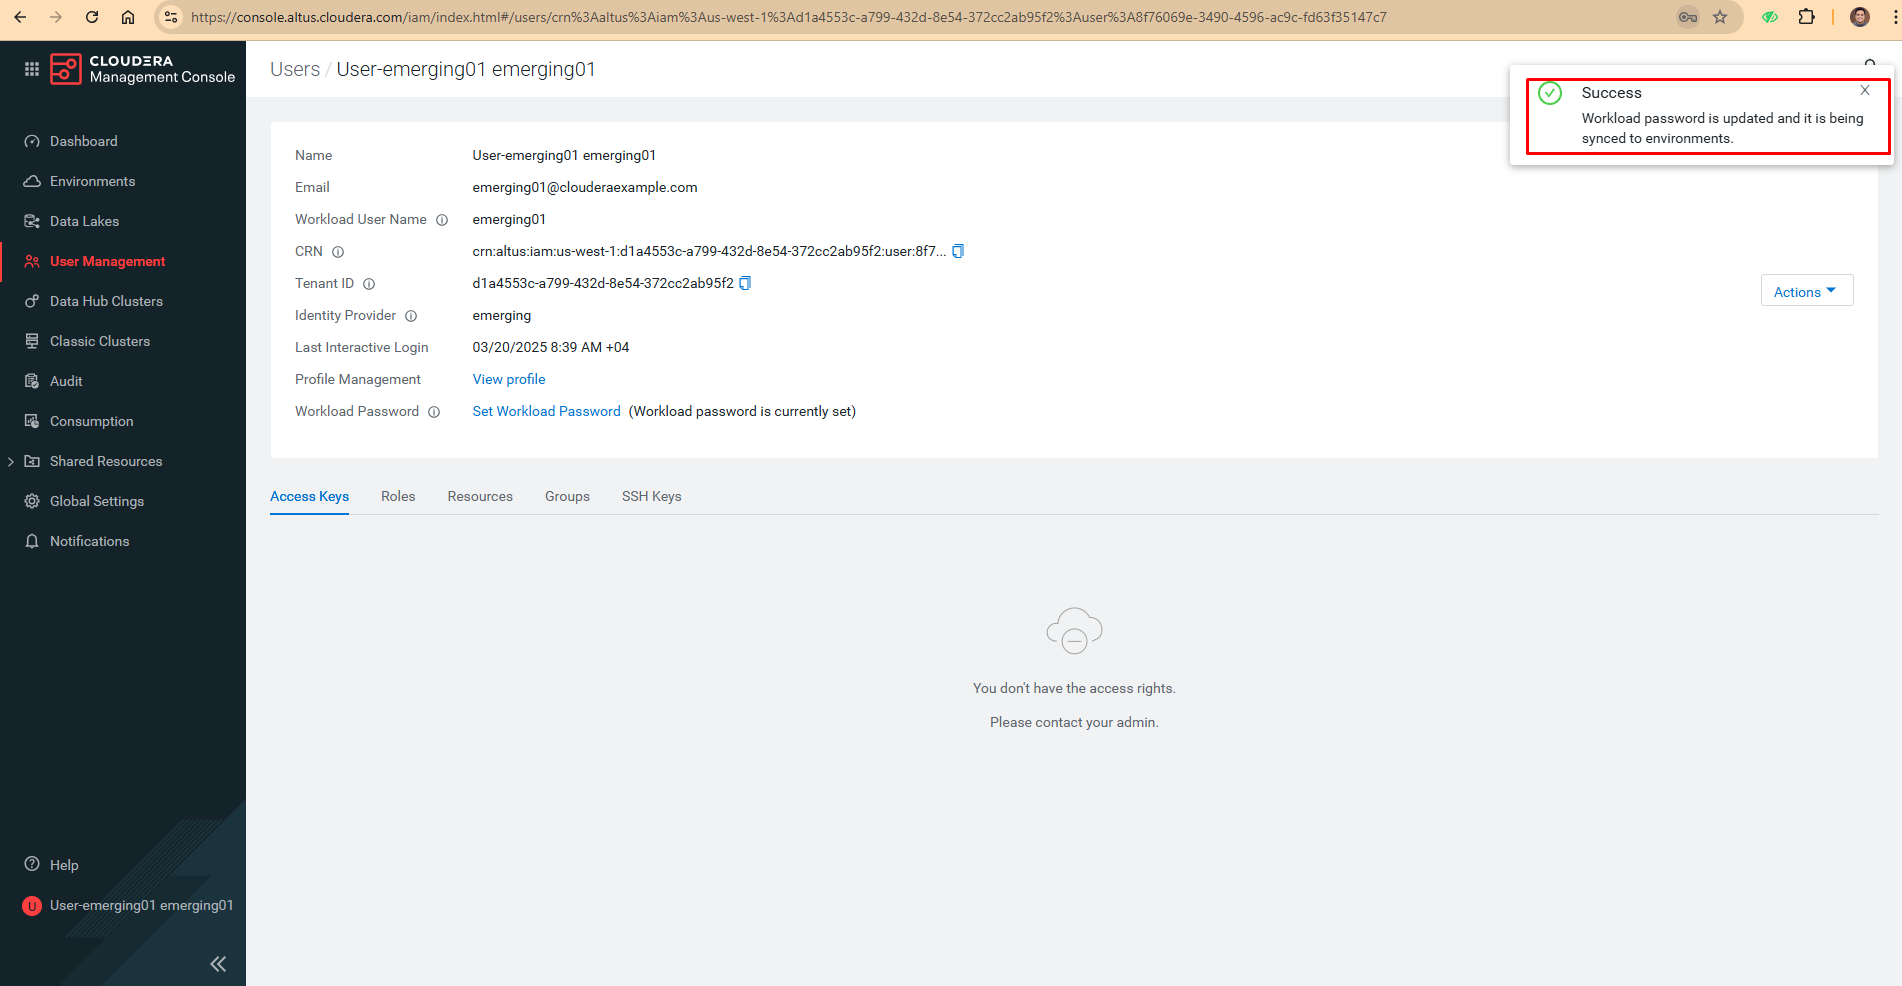 https://console.altus.cloudera.com/iam/index.html#/users/crn%3Aaltus%3Aiam%3Aus-west-1%3Ad1a4553c-a799-432d-8e54-372cc2ab95f2%3Auser%3A8f76069e-3490-4596-ac9c-fd63f35147c7
CLOUDERA
Management Console
Dashboard
Environments
Data Lakes
User Management
Data Hub Clusters
Classic Clusters
Audit
Consumption
Shared Resources
Global Settings
Notifications
Help
U User-emerging01 emerging01
Users / User-emerging01 emerging01
Success
X
Workload password is updated and it is being
synced to environments.
Name User-emerging01 emerging01
Email emerging01@clouderaexample.com
Workload User Name emerging01
CRN crn:altus:iam:us-west-1:d1a4553c-a799-432d-8e54-372cc2ab95f2:user:8f7...
Tenant ID d1a4553c-a799-432d-8e54-372cc2ab95f2
Identity Provider emerging
Last Interactive Login 03/20/2025 8:39 AM +04
Profile Management View profile
Workload Password Set Workload Password (Workload password is currently set)
Actions
Access Keys Roles Resources Groups SSH Keys
You don't have the access rights.
Please contact your admin.